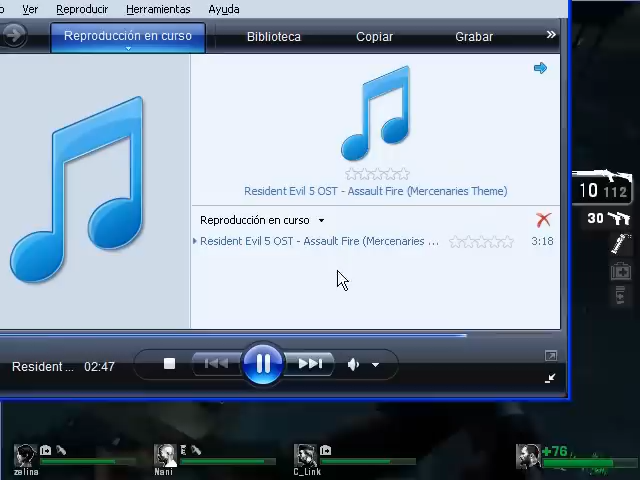 o Ver Reproducir Herramientas Ayuda
Reproducción en curso Biblioteca Copiar Grabar »
Resident Evil 5 OST - Assault Fire (Mercenaries Theme)
Reproducción en curso
Resident Evil 5 OST - Assault Fire (Mercenaries ... 3:18
10 112
30
Resident ... 02:47
+76
zelina Nani C_Link